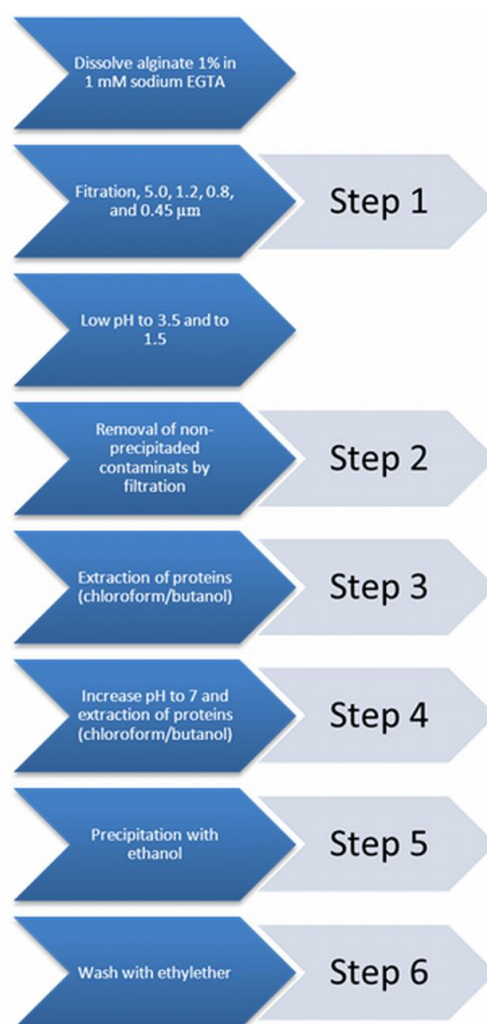 Dissolve alginate 1% in
1 mM sodium EGTA
Fitration, 5.0, 1.2, 0.8,
and 0.45 µm
Step 1
Low pH to 3.5 and to
1.5
Removal of non-
precipitaded
contaminats by
filtration
Step 2
Extraction of proteins
(chloroform/butanol)
Step 3
Increase pH to 7 and
extraction of proteins
(chloroform/butanol)
Step 4
Precipitation with
ethanol
Step 5
Wash with ethylether
Step 6